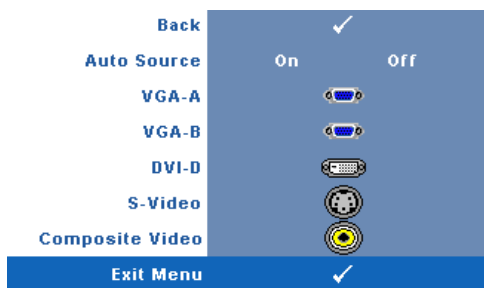 Back
Auto Source On Off
VGA-A
VGA-B
DVI-D
S-Video
Composite Video
Exit Menu